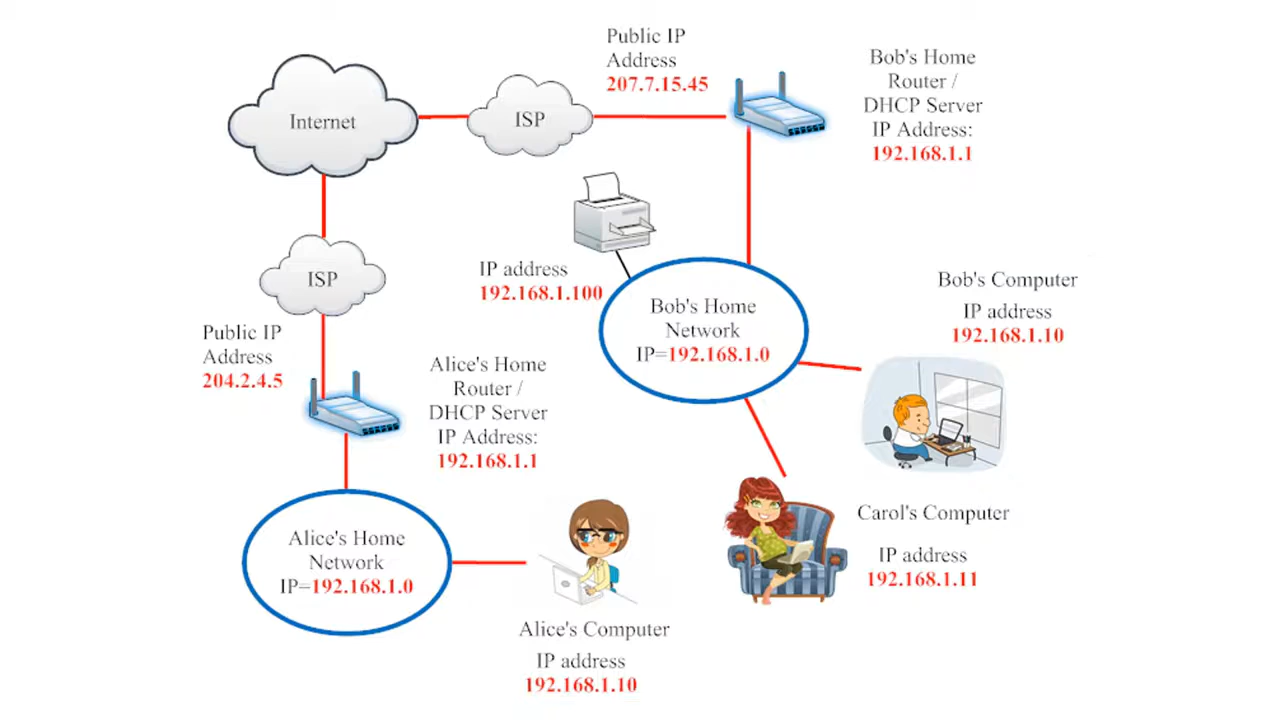 Public IP
Address
207.7.15.45
Bob's Home
Router /
DHCP Server
IP Address:
192.168.1.1
Internet
ISP
IP address
192.168.1.100
Bob's Home
Network
IP=192.168.1.0
Bob's Computer
IP address
192.168.1.10
ISP
Public IP
Address
204.2.4.5
Alice's Home
Router /
DHCP Server
IP Address:
192.168.1.1
Carol's Computer
IP address
192.168.1.11
Alice's Home
Network
IP=192.168.1.0
Alice's Computer
IP address
192.168.1.10